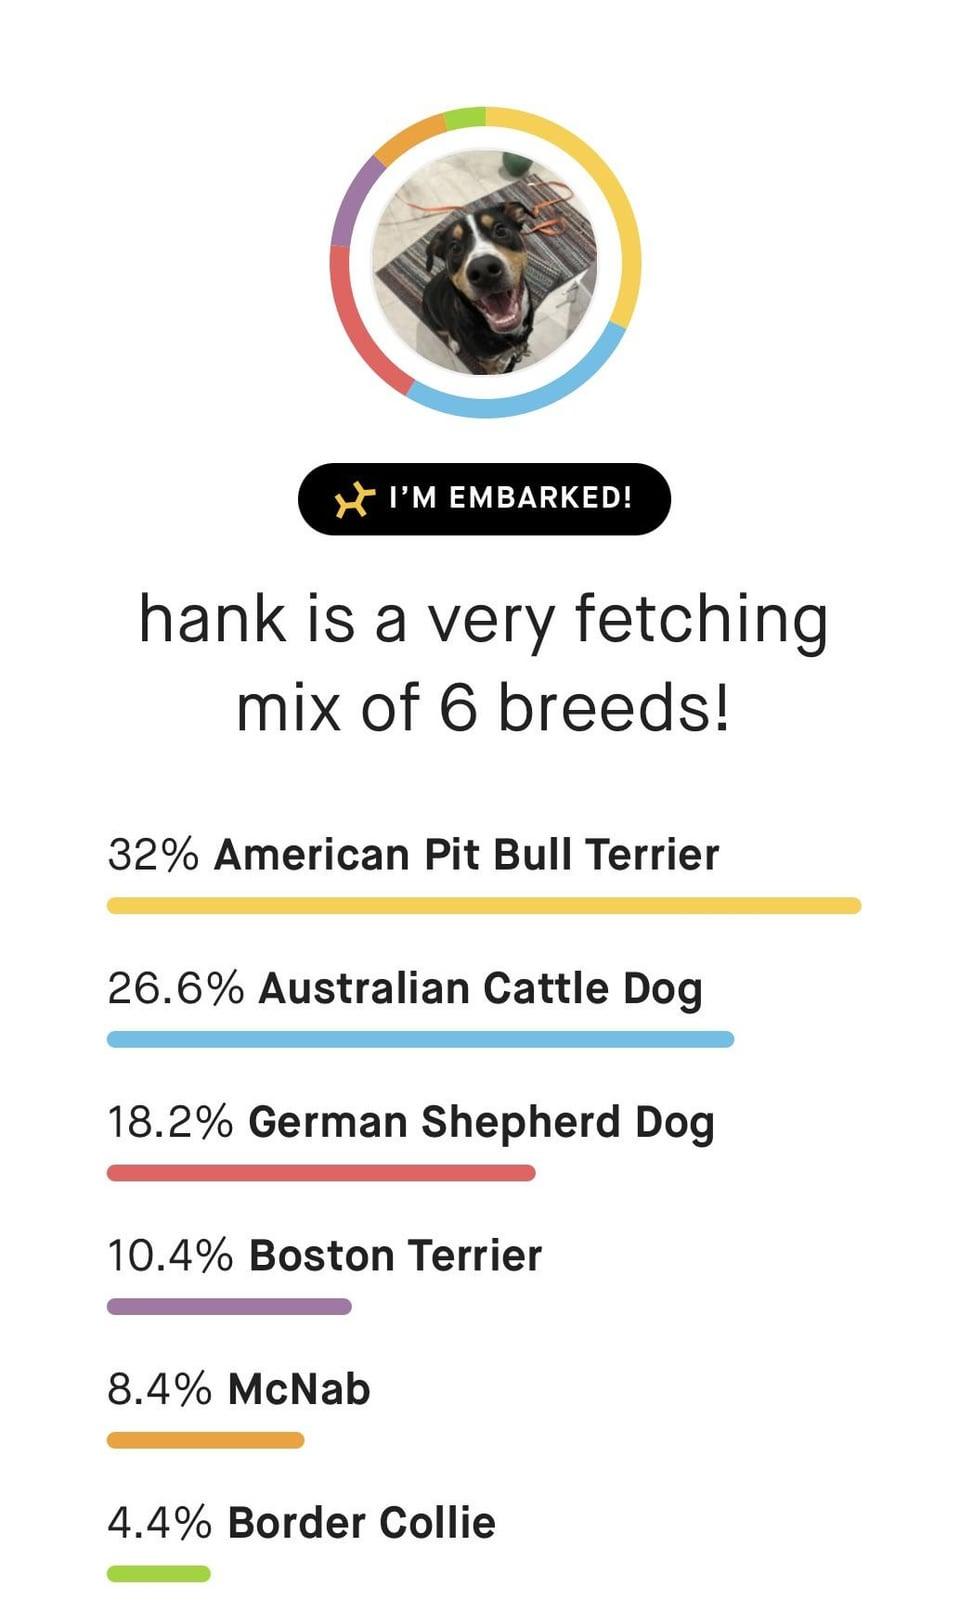 I'M EMBARKED!
hank is a very fetching
mix of 6 breeds!
32% American Pit Bull Terrier
26.6% Australian Cattle Dog
18.2% German Shepherd Dog
10.4% Boston Terrier
8.4% McNab
4.4% Border Collie